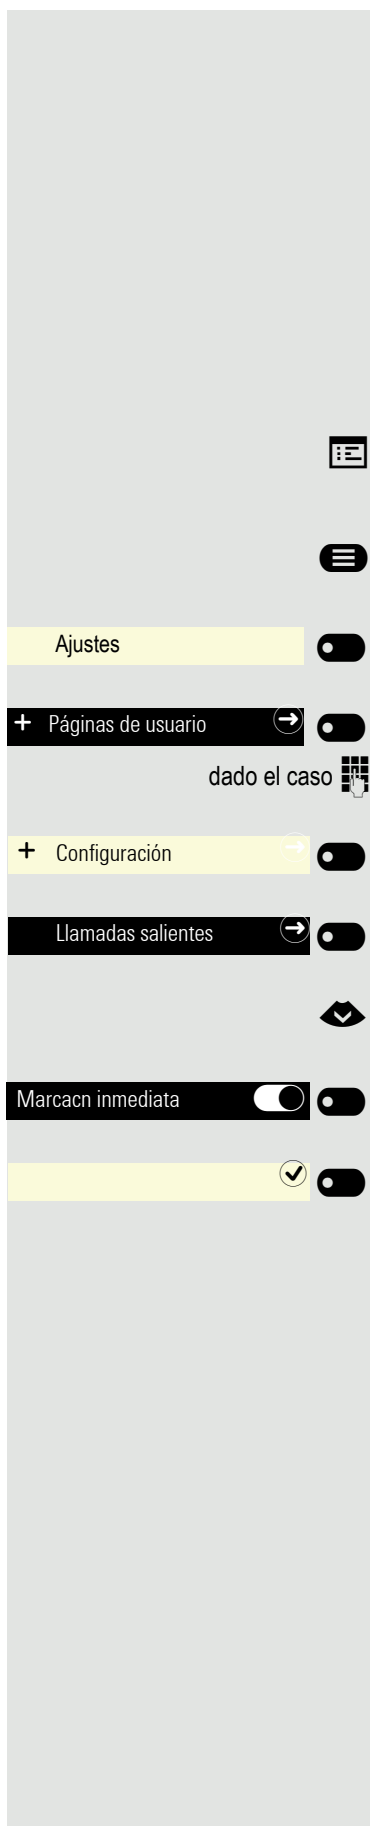 Ajustes
+ Páginas de usuario
dado el caso
+ Configuración
Llamadas salientes
Marcacn inmediata